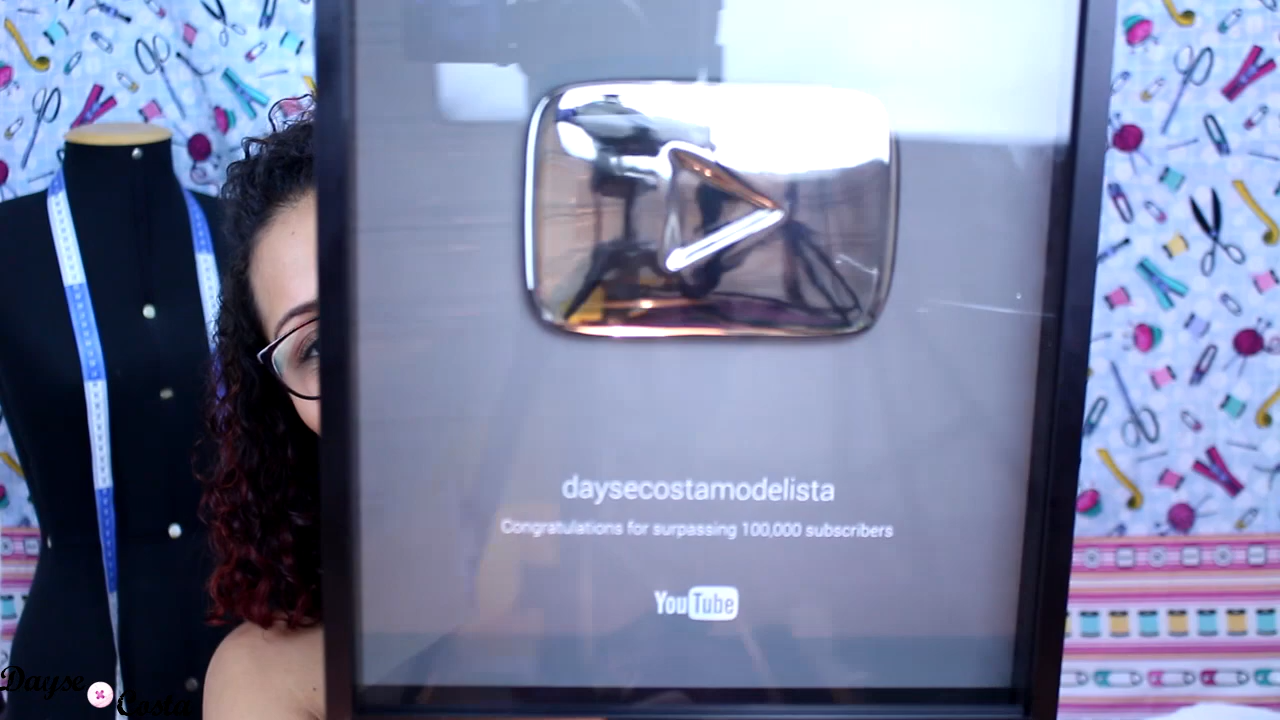 daysecostamodelista
Congratulations for surpassing 100,000 subscribers
YouTube
Dayse
Costa